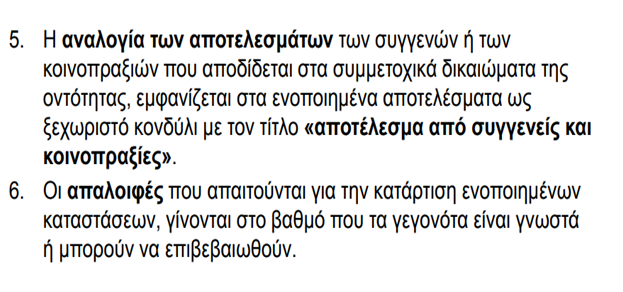 5. Η αναλογία των αποτελεσμάτων των συγγενών ή των
κοινοπραξιών που αποδίδεται στα συμμετοχικά δικαιώματα της
οντότητας, εμφανίζεται στα ενοποιημένα αποτελέσματα ως
ξεχωριστό κονδύλι με τον τίτλο «αποτέλεσμα από συγγενείς και
κοινοπραξίες».
6. Οι απαλοιφές που απαιτούνται για την κατάρτιση ενοποιημένων
καταστάσεων, γίνονται στο βαθμό που τα γεγονότα είναι γνωστά
ή μπορούν να επιβεβαιωθούν.